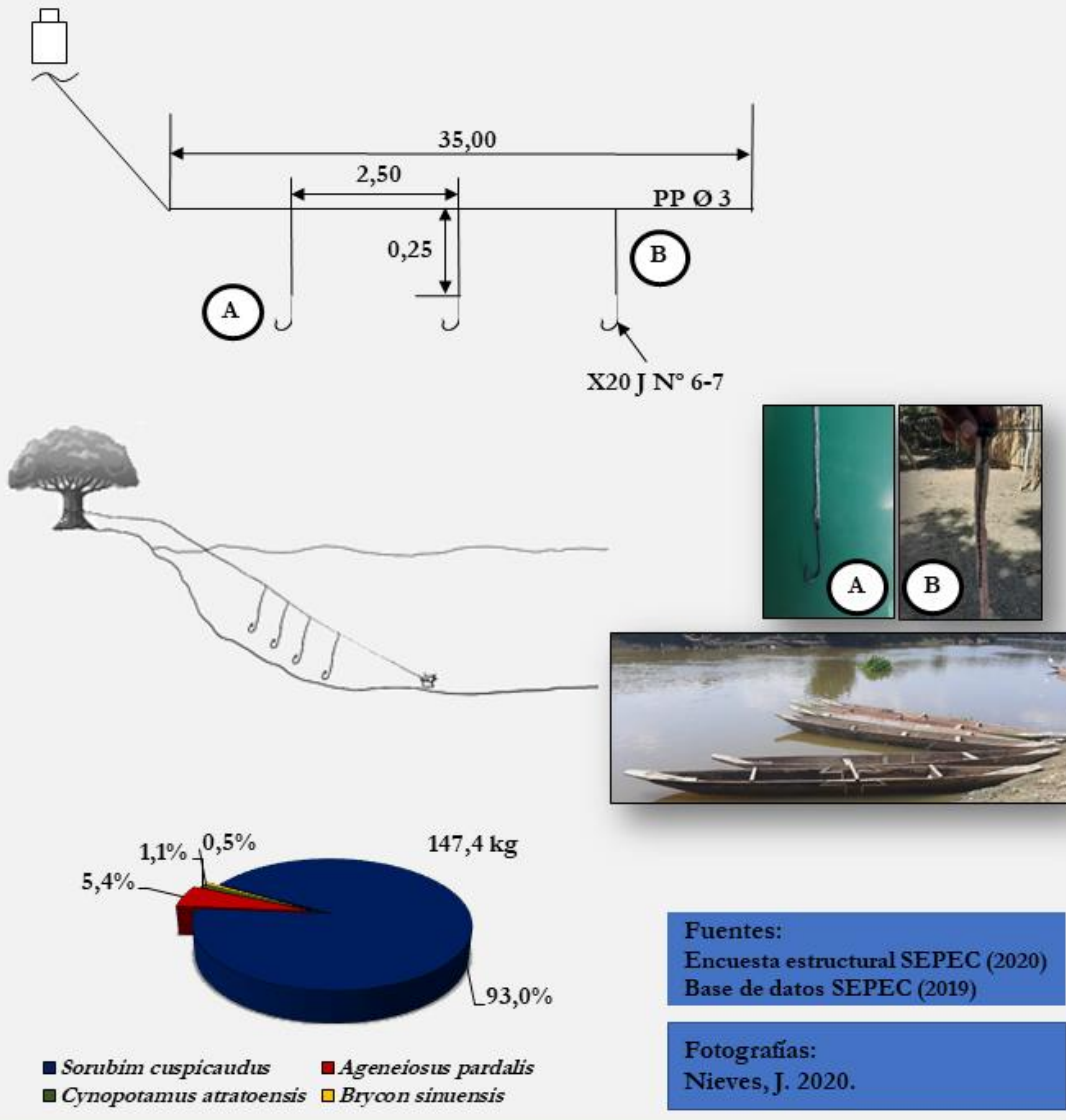 35,00
2,50
PP Ø 3
0,25
B
A
X20 J N° 6-7
A
B
147,4 kg
1,1%
0,5%
5,4%
93,0%
Sorubim cuspicaudus
Ageneiosus pardalis
Cynopotamus atratoensis
Brycon sinuensis
Fuentes:
Encuesta estructural SEPEC (2020)
Base de datos SEPEC (2019)
Fotografías:
Nieves, J. 2020.